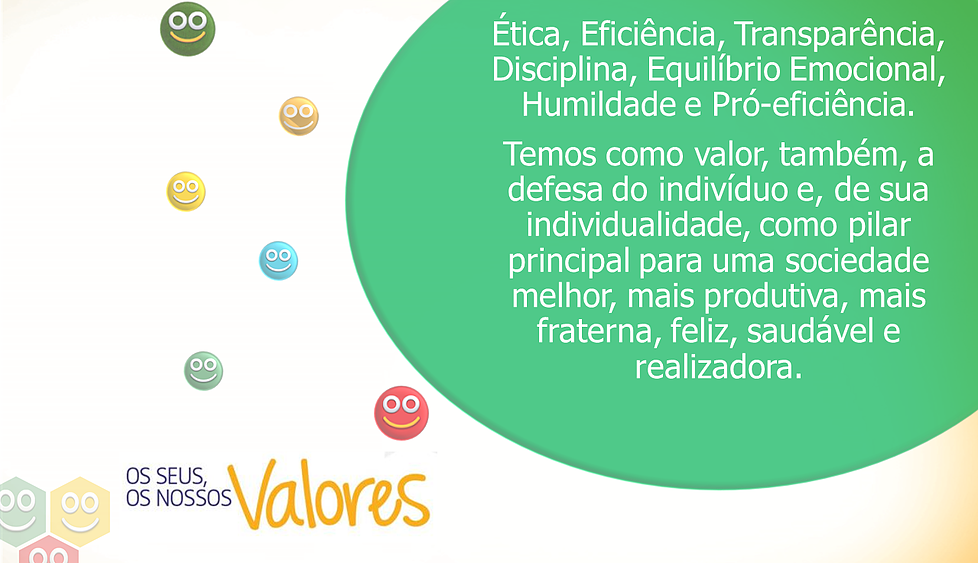 Ética, Eficiência, Transparência,
Disciplina, Equilíbrio Emocional,
Humildade e Pró-eficiência.
Temos como valor, também, a
defesa do indivíduo e, de sua
individualidade, como pilar
principal para uma sociedade
melhor, mais produtiva, mais
fraterna, feliz, saudável e
realizadora.
OS SEUS,
OS NOSSOS Valores